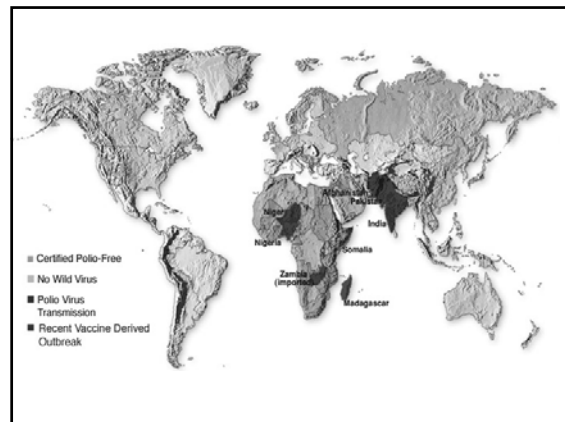 Afghanistan
Pakistan
Niger
India
Nigeria
Somalia
Zambia
(imported)
Madagascar
Certified Polio-Free
No Wild Virus
Polio Virus
Transmission
Recent Vaccine Derived
Outbreak